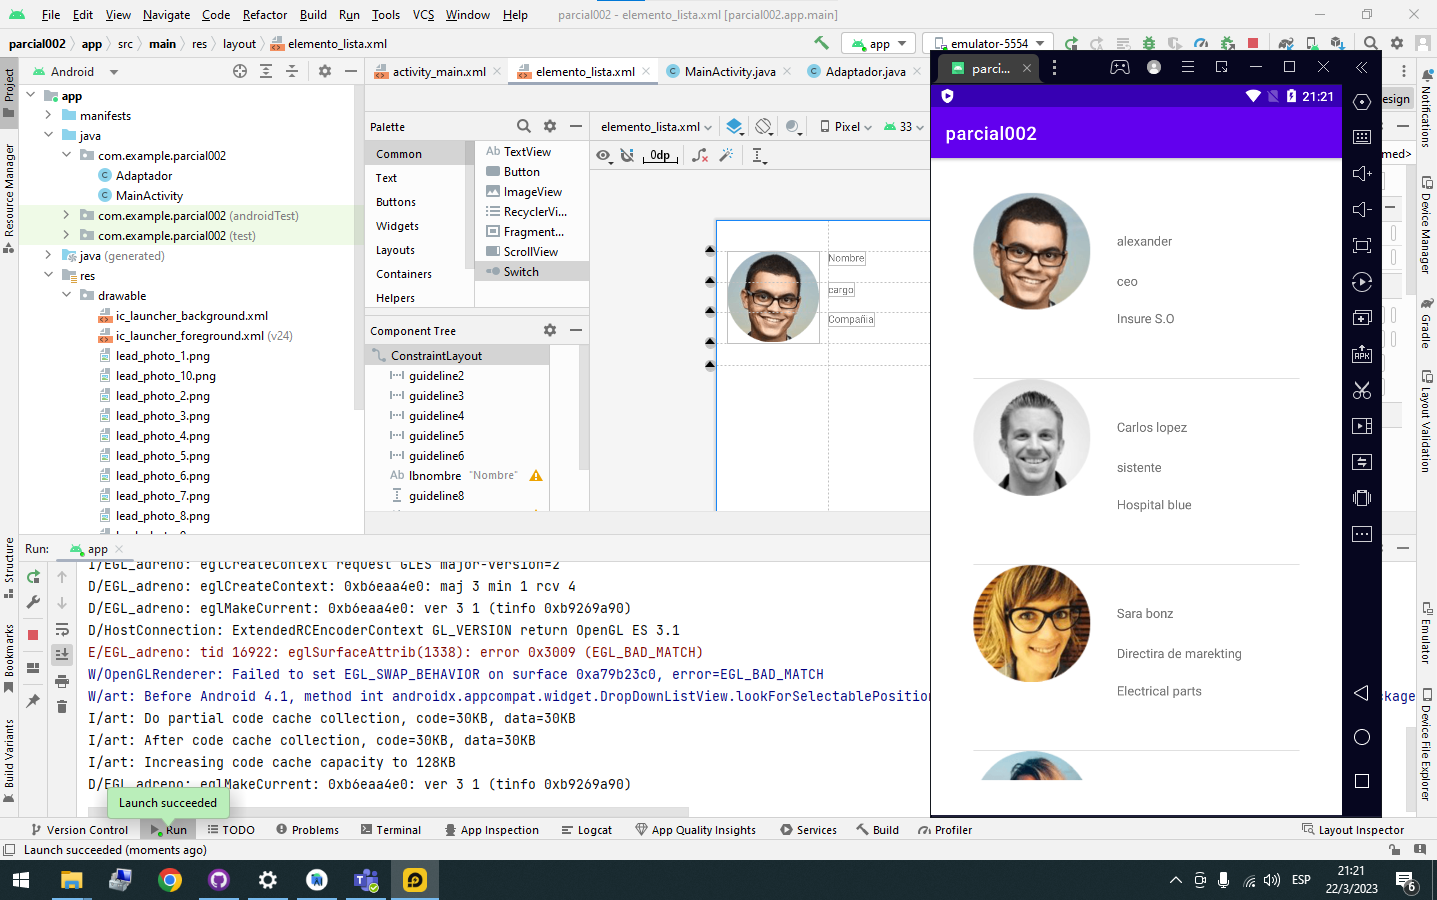 File Edit View Navigate Code Refactor Build Run Tools VCS Window Help parcial002 - elemento_lista.xml [parcial002.app.main]
parcial002 app src main res layout elemento_lista.xml app emulator-5554
Project
Resource Manager
Structure
Bookmarks
Build Variants
Android
app
manifests
java
com.example.parcial002
Adaptador
MainActivity
com.example.parcial002 (androidTest)
com.example.parcial002 (test)
java (generated)
res
drawable
ic_launcher_background.xml
ic_launcher_foreground.xml (v24)
lead_photo_1.png
lead_photo_10.png
lead_photo_2.png
lead_photo_3.png
lead_photo_4.png
lead_photo_5.png
lead_photo_6.png
lead_photo_7.png
lead_photo_8.png
activity_main.xml elemento_lista.xml MainActivity.java Adaptador.java
esign
Palette
Common
Text
Buttons
Widgets
Layouts
Containers
Helpers
Ab TextView
Button
ImageView
RecyclerVi...
Fragment...
ScrollView
Switch
Component Tree
ConstraintLayout
guideline2
guideline3
guideline4
guideline5
guideline6
Ab lbnombre "Nombre"
guideline8
elemento_lista.xml Pixel 33
0dp
med>
Nombre
cargo
Compañia
parci...
21:21
parcial002
alexander
ceo
Insure S.O
Carlos lopez
sistente
Hospital blue
Sara bonz
Directira de marekting
Electrical parts
APK
Notifications
Device Manager
Gradle
Layout Validation
Emulator
Device File Explorer
Run: app
I/EGL_adreno: eglCreateContext request GLES major-version=2
D/EGL_adreno: eglCreateContext: 0xb6eaa4e0: maj 3 min 1 rcv 4
D/EGL_adreno: eglMakeCurrent: 0xb6eaa4e0: ver 3 1 (tinfo 0xb9269a90)
D/HostConnection: ExtendedRCEncoderContext GL_VERSION return OpenGL ES 3.1
E/EGL_adreno: tid 16922: eglSurfaceAttrib(1338): error 0x3009 (EGL_BAD_MATCH)
W/OpenGLRenderer: Failed to set EGL_SWAP_BEHAVIOR on surface 0xa79b23c0, error=EGL_BAD_MATCH
W/art: Before Android 4.1, method int androidx.appcompat.widget.DropDownListView.lookForSelectablePosition ckage
I/art: Do partial code cache collection, code=30KB, data=30KB
I/art: After code cache collection, code=30KB, data=30KB
I/art: Increasing code cache capacity to 128KB
D/EGL_adreno: eglMakeCurrent: 0xb6eaa4e0: ver 3 1 (tinfo 0xb9269a90)
Launch succeeded
Version Control Run TODO Problems Terminal App Inspection Logcat App Quality Insights Services Build Profiler Layout Inspector
Launch succeeded (moments ago)
ESP
21:21
22/3/2023
6